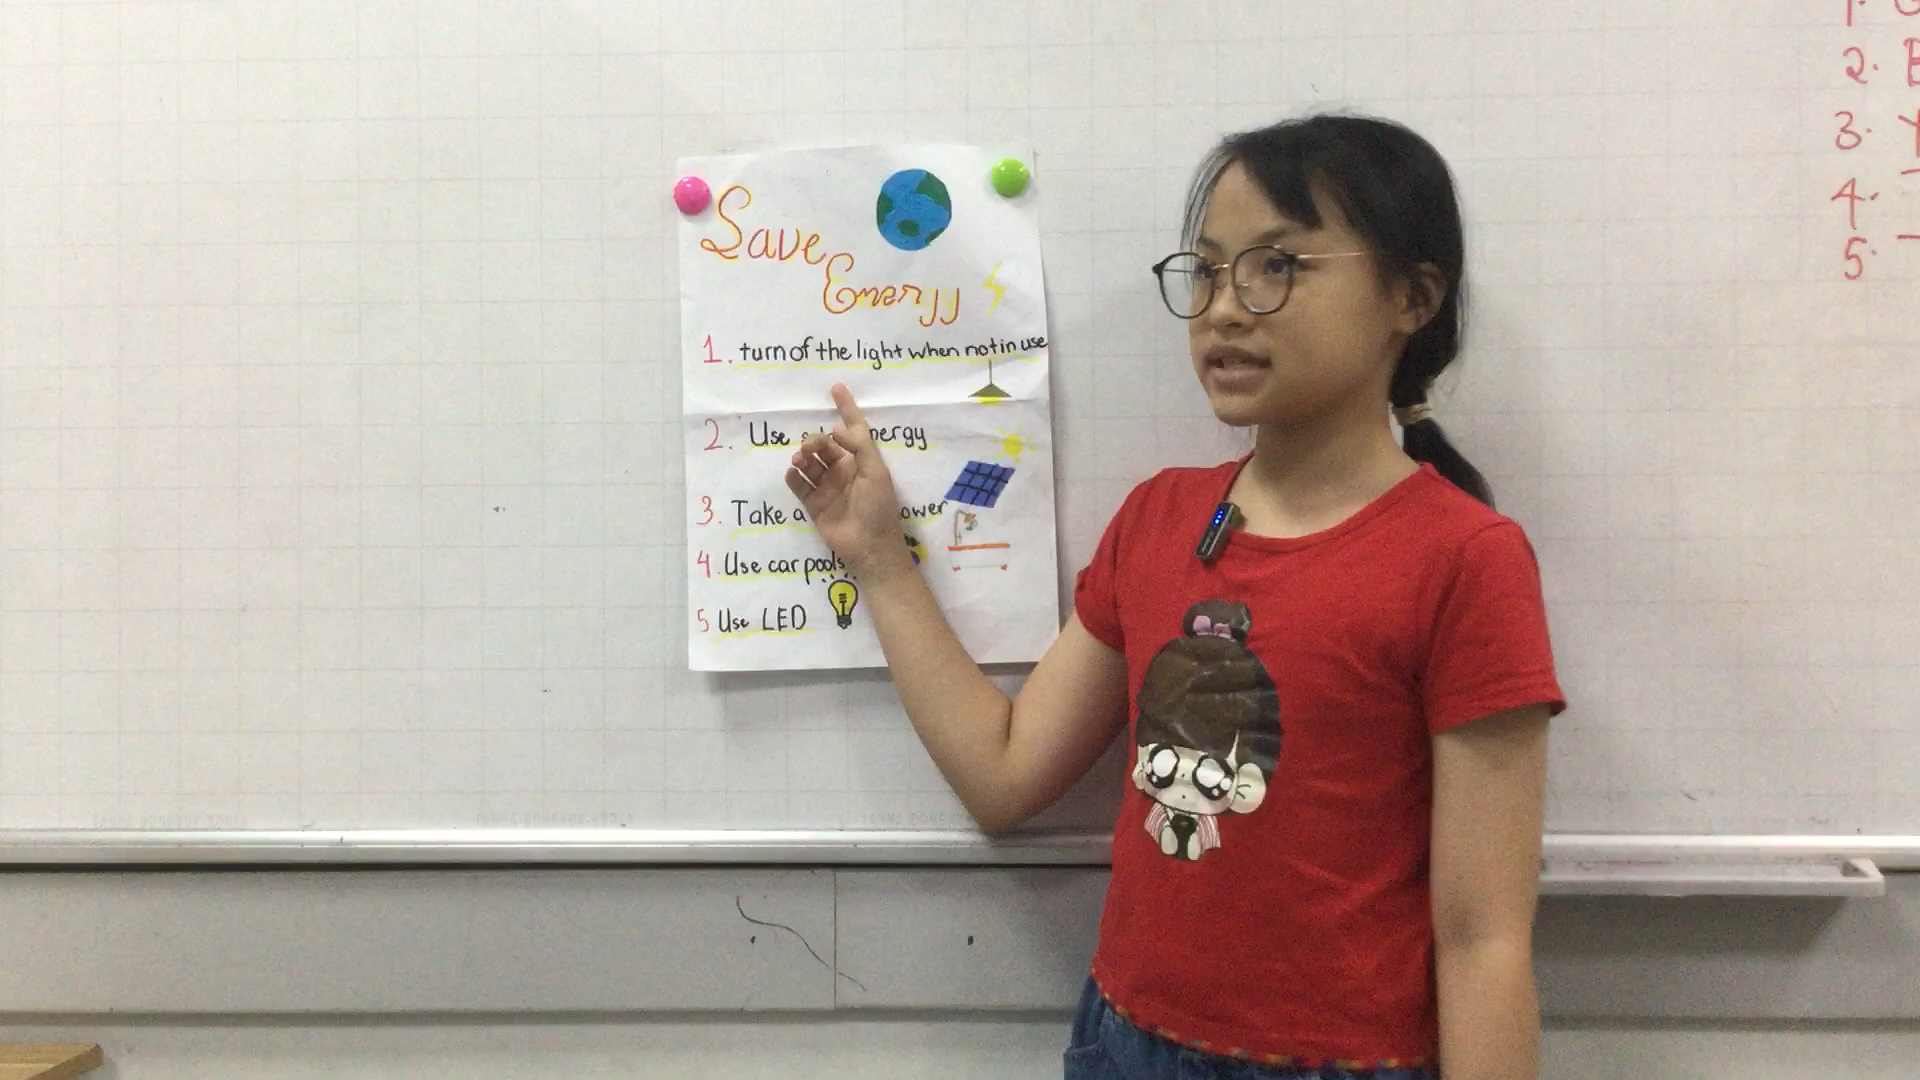 Save
Energy
1. turn of the light when not in use
2. Use nergy
3. Take a ower
4. Use car pools
5 Use LED
1.
2.
3.
4.
5.